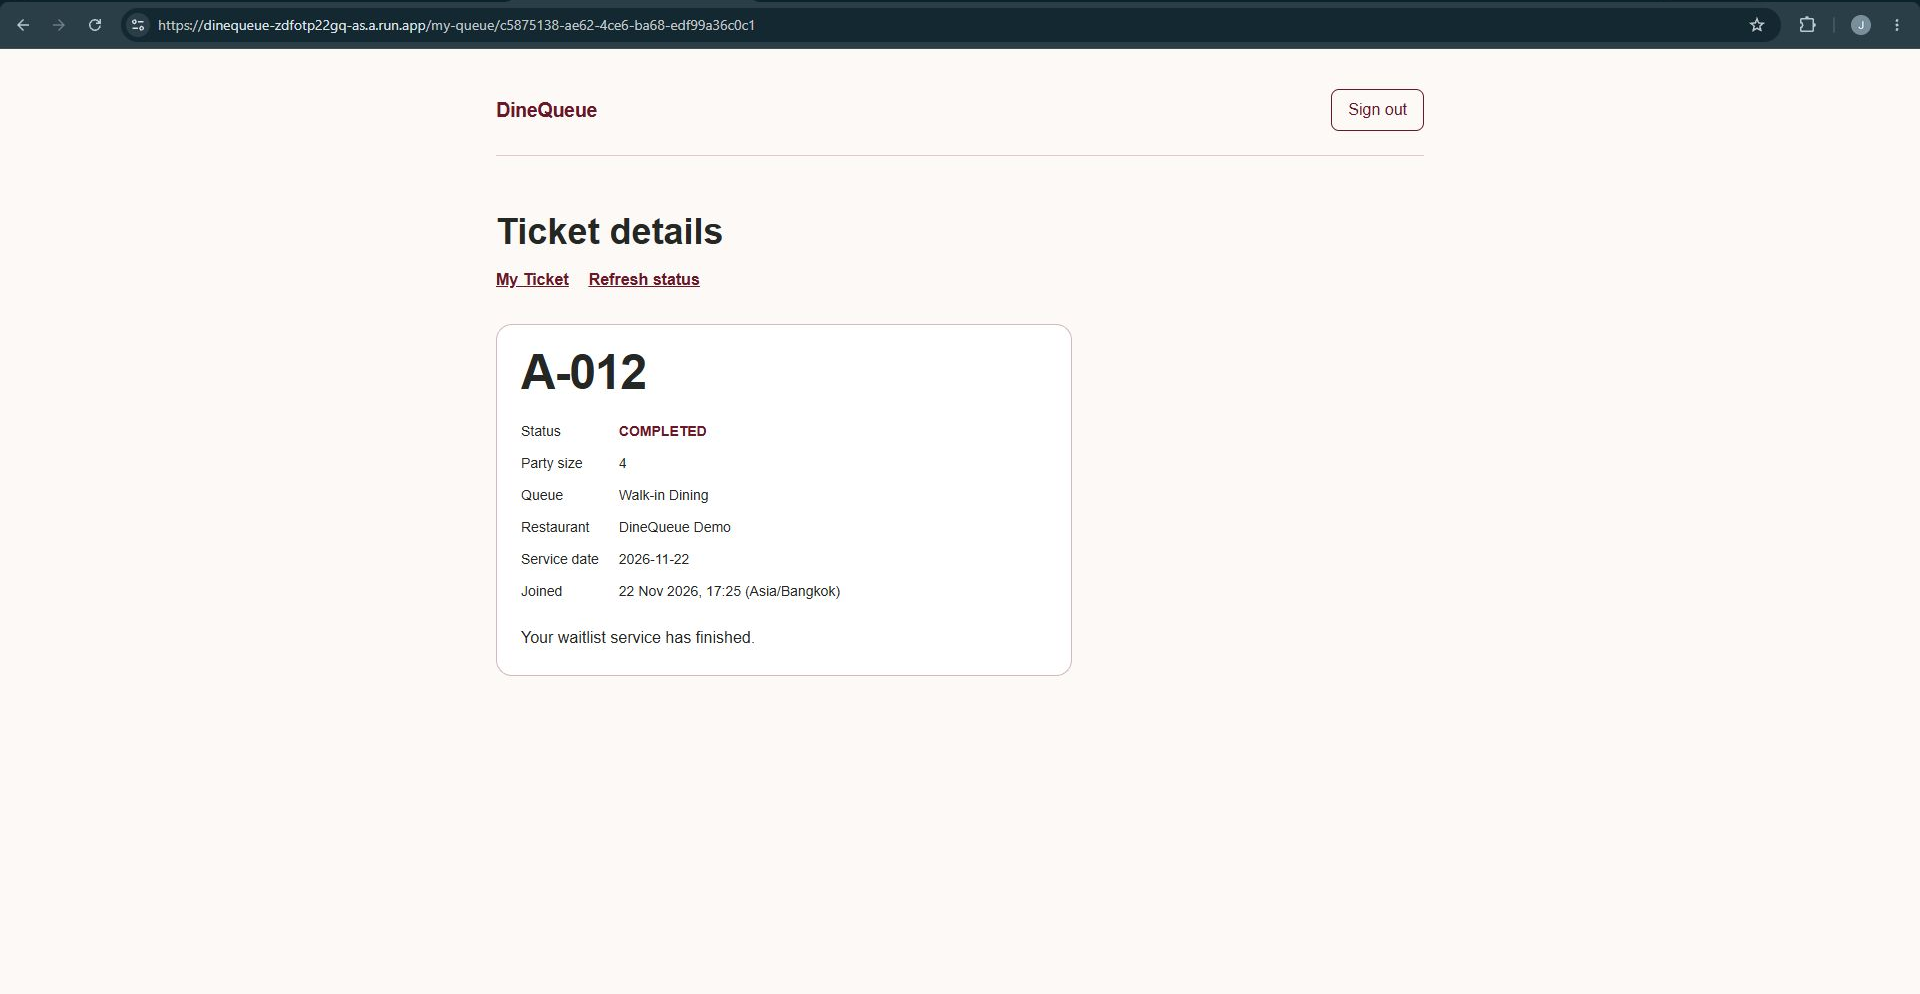 https://dinequeue-zdfotp22gq-as.a.run.app/my-queue/c5875138-ae62-4ce6-ba68-edf99a36c0c1
J
DineQueue
Sign out
Ticket details
My Ticket Refresh status
A-012
Status COMPLETED
Party size 4
Queue Walk-in Dining
Restaurant DineQueue Demo
Service date 2026-11-22
Joined 22 Nov 2026, 17:25 (Asia/Bangkok)
Your waitlist service has finished.